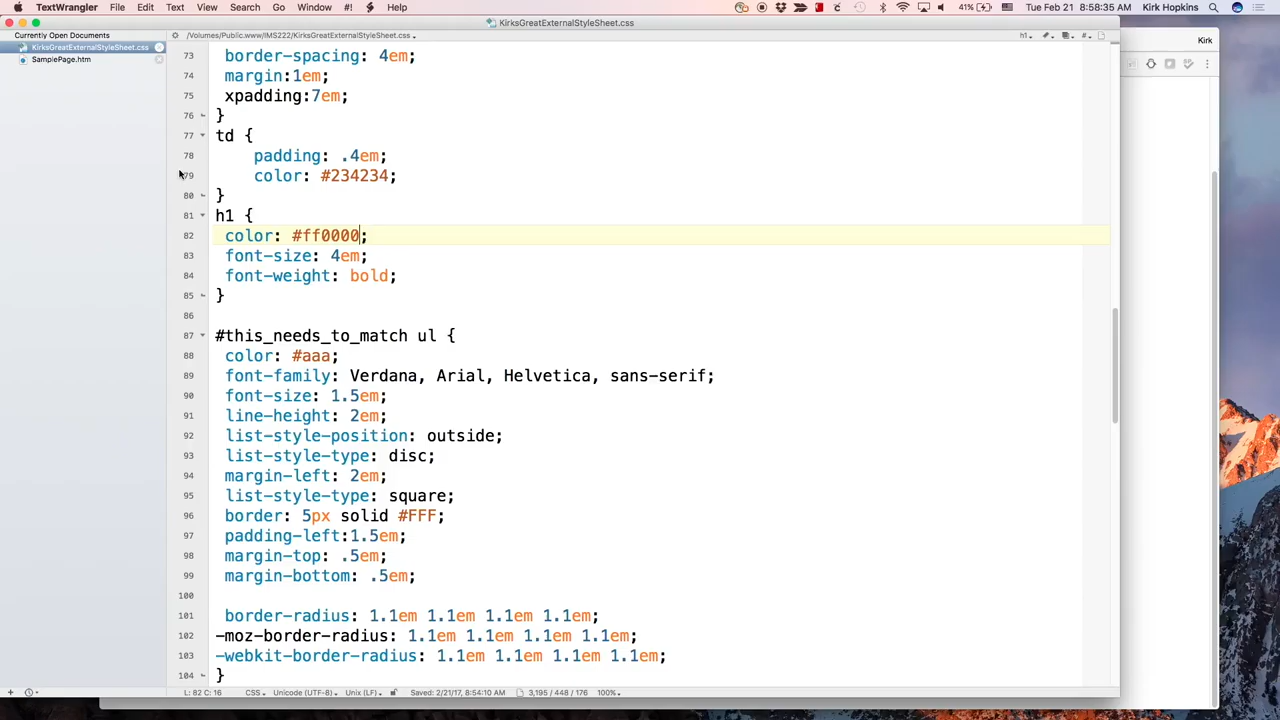 TextWrangler File Edit Text View Search Go Window #! Help 41% Tue Feb 21 8:58:35 AM Kirk Hopkins
KirksGreatExternalStyleSheet.css
Kirk
Currently Open Documents
KirksGreatExternalStyleSheet.css
SamplePage.htm
/Volumes/Public.www/IMS222/KirksGreatExternalStyleSheet.css
h1
73 border-spacing: 4em;
74 margin:1em;
75 xpadding:7em;
76 }
77 td {
78 padding: .4em;
79 color: #234234;
80 }
81 h1 {
82 color: #ff0000;
83 font-size: 4em;
84 font-weight: bold;
85 }
86
87 #this_needs_to_match ul {
88 color: #aaa;
89 font-family: Verdana, Arial, Helvetica, sans-serif;
90 font-size: 1.5em;
91 line-height: 2em;
92 list-style-position: outside;
93 list-style-type: disc;
94 margin-left: 2em;
95 list-style-type: square;
96 border: 5px solid #FFF;
97 padding-left:1.5em;
98 margin-top: .5em;
99 margin-bottom: .5em;
100
101 border-radius: 1.1em 1.1em 1.1em 1.1em;
102 -moz-border-radius: 1.1em 1.1em 1.1em 1.1em;
103 -webkit-border-radius: 1.1em 1.1em 1.1em 1.1em;
104 }
L: 82 C: 16 CSS Unicode (UTF-8) Unix (LF) Saved: 2/21/17, 8:54:10 AM 3,195 / 448 / 176 100%